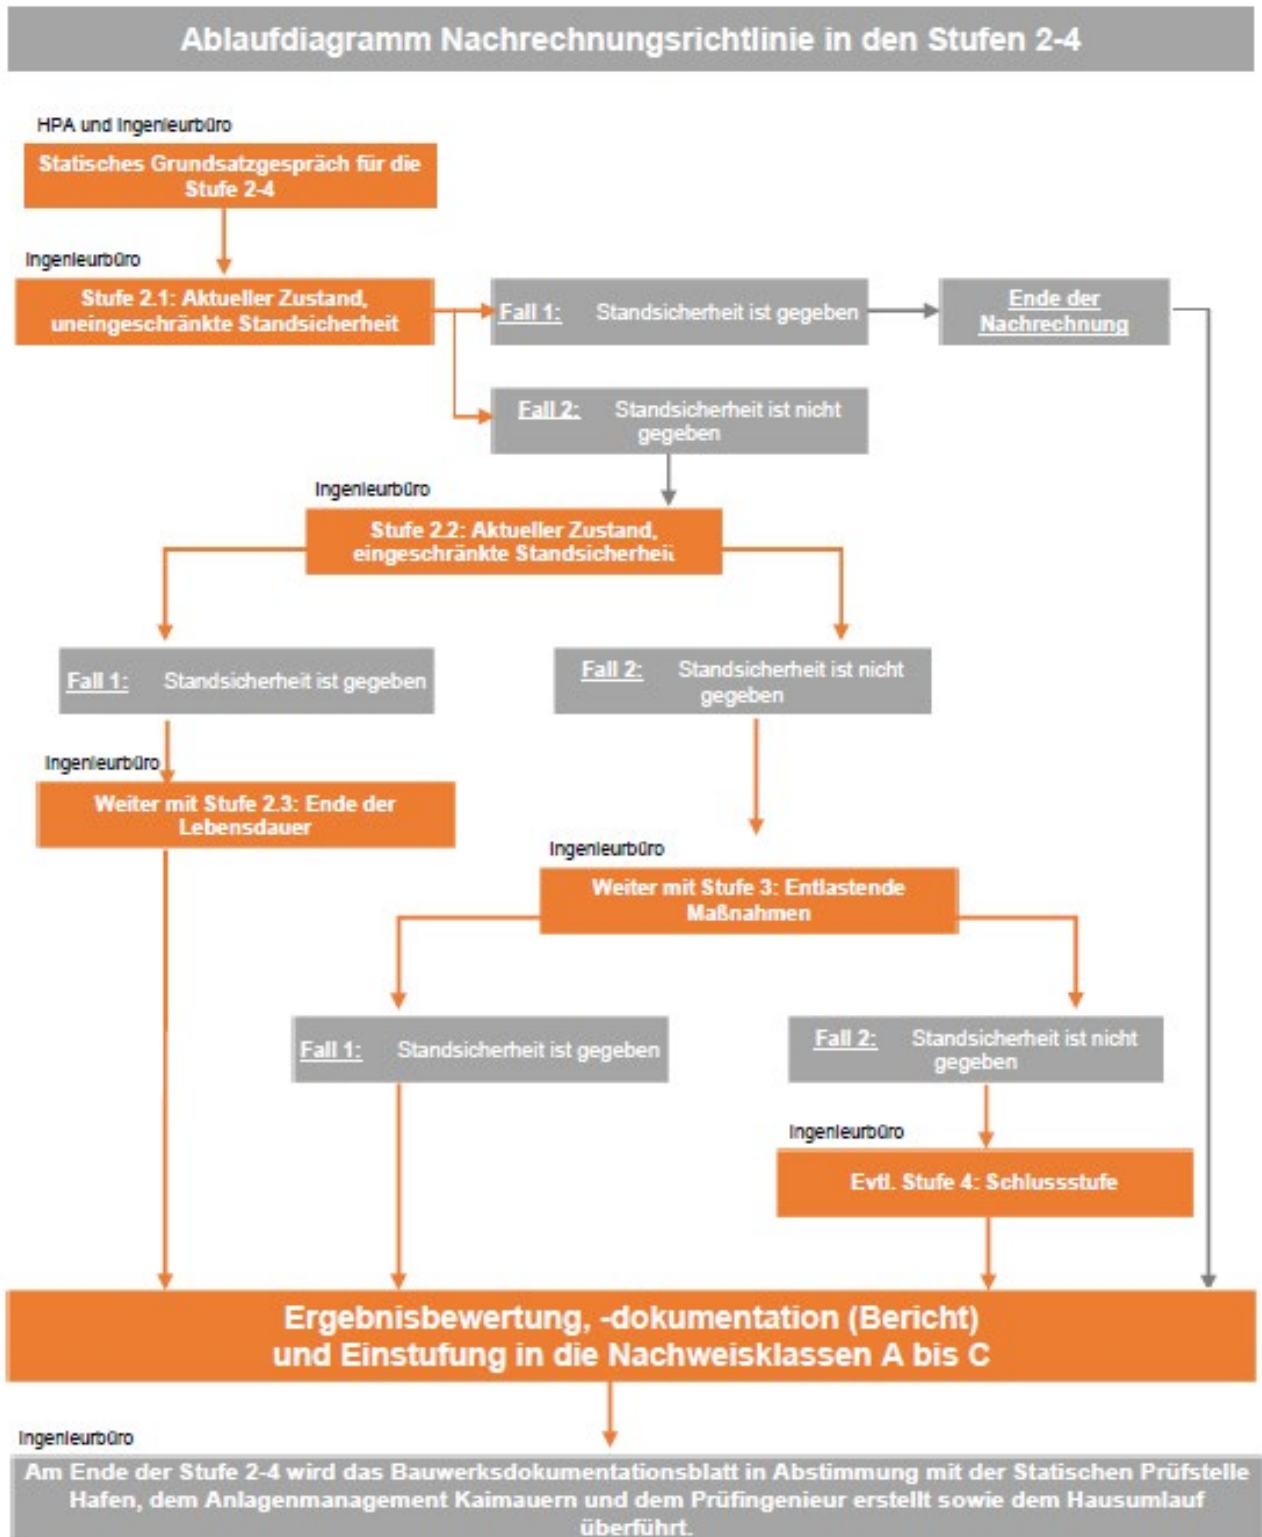 Ablaufdiagramm Nachrechnungsrichtlinie in den Stufen 2-4
HPA und Ingenieurbüro
Statisches Grundsatzgespräch für die
Stufe 2-4
Ingenieurbüro
Stufe 2.1: Aktueller Zustand,
uneingeschränkte Standsicherheit
Fall 1: Standsicherheit ist gegeben
Ende der
Nachrechnung
Fall 2: Standsicherheit ist nicht
gegeben
Ingenieurbüro
Stufe 2.2: Aktueller Zustand,
eingeschränkte Standsicherheit
Fall 1: Standsicherheit ist gegeben
Fall 2: Standsicherheit ist nicht
gegeben
Ingenieurbüro
Weiter mit Stufe 2.3: Ende der
Lebensdauer
Ingenieurbüro
Weiter mit Stufe 3: Entlastende
Maßnahmen
Fall 1: Standsicherheit ist gegeben
Fall 2: Standsicherheit ist nicht
gegeben
Ingenieurbüro
Evtl. Stufe 4: Schlussstufe
Ergebnisbewertung, -dokumentation (Bericht)
und Einstufung in die Nachweisklassen A bis C
Ingenieurbüro
Am Ende der Stufe 2-4 wird das Bauwerksdokumentationsblatt in Abstimmung mit der Statischen Prüfstelle
Hafen, dem Anlagenmanagement Kaimauern und dem Prüfingenieur erstellt sowie dem Hausumlauf
überführt.